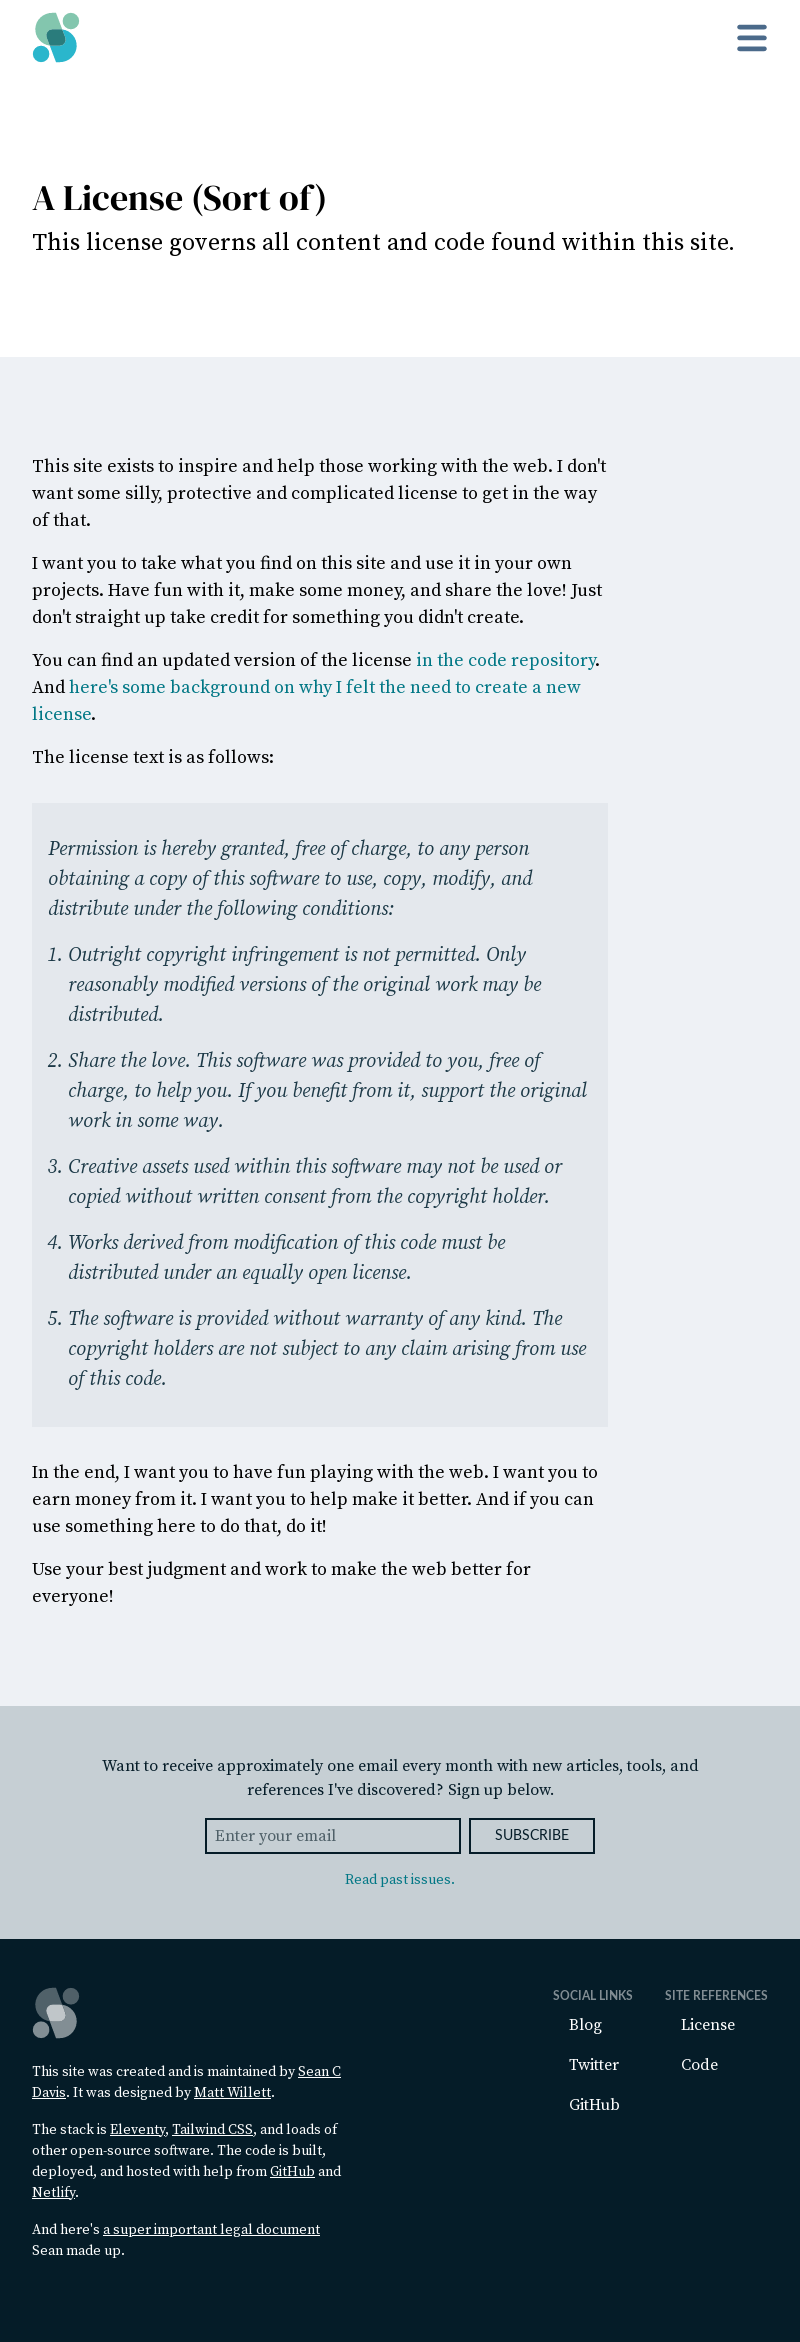 A License (Sort of)
This license governs all content and code found within this site.
This site exists to inspire and help those working with the web. I don't
want some silly, protective and complicated license to get in the way
of that.
I want you to take what you find on this site and use it in your own
projects. Have fun with it, make some money, and share the love! Just
don't straight up take credit for something you didn't create.
You can find an updated version of the license in the code repository.
And here's some background on why I felt the need to create a new
license.
The license text is as follows:
Permission is hereby granted, free of charge, to any person
obtaining a copy of this software to use, copy, modify, and
distribute under the following conditions:
1. Outright copyright infringement is not permitted. Only
reasonably modified versions of the original work may be
distributed.
2. Share the love. This software was provided to you, free of
charge, to help you. If you benefit from it, support the original
work in some way.
3. Creative assets used within this software may not be used or
copied without written consent from the copyright holder.
4. Works derived from modification of this code must be
distributed under an equally open license.
5. The software is provided without warranty of any kind. The
copyright holders are not subject to any claim arising from use
of this code.
In the end, I want you to have fun playing with the web. I want you to
earn money from it. I want you to help make it better. And if you can
use something here to do that, do it!
Use your best judgment and work to make the web better for
everyone!
Want to receive approximately one email every month with new articles, tools, and
references I've discovered? Sign up below.
Enter your email
SUBSCRIBE
Read past issues.
This site was created and is maintained by Sean C
Davis. It was designed by Matt Willett.
The stack is Eleventy, Tailwind CSS, and loads of
other open-source software. The code is built,
deployed, and hosted with help from GitHub and
Netlify.
And here's a super important legal document
Sean made up.
SOCIAL LINKS
Blog
Twitter
GitHub
SITE REFERENCES
License
Code